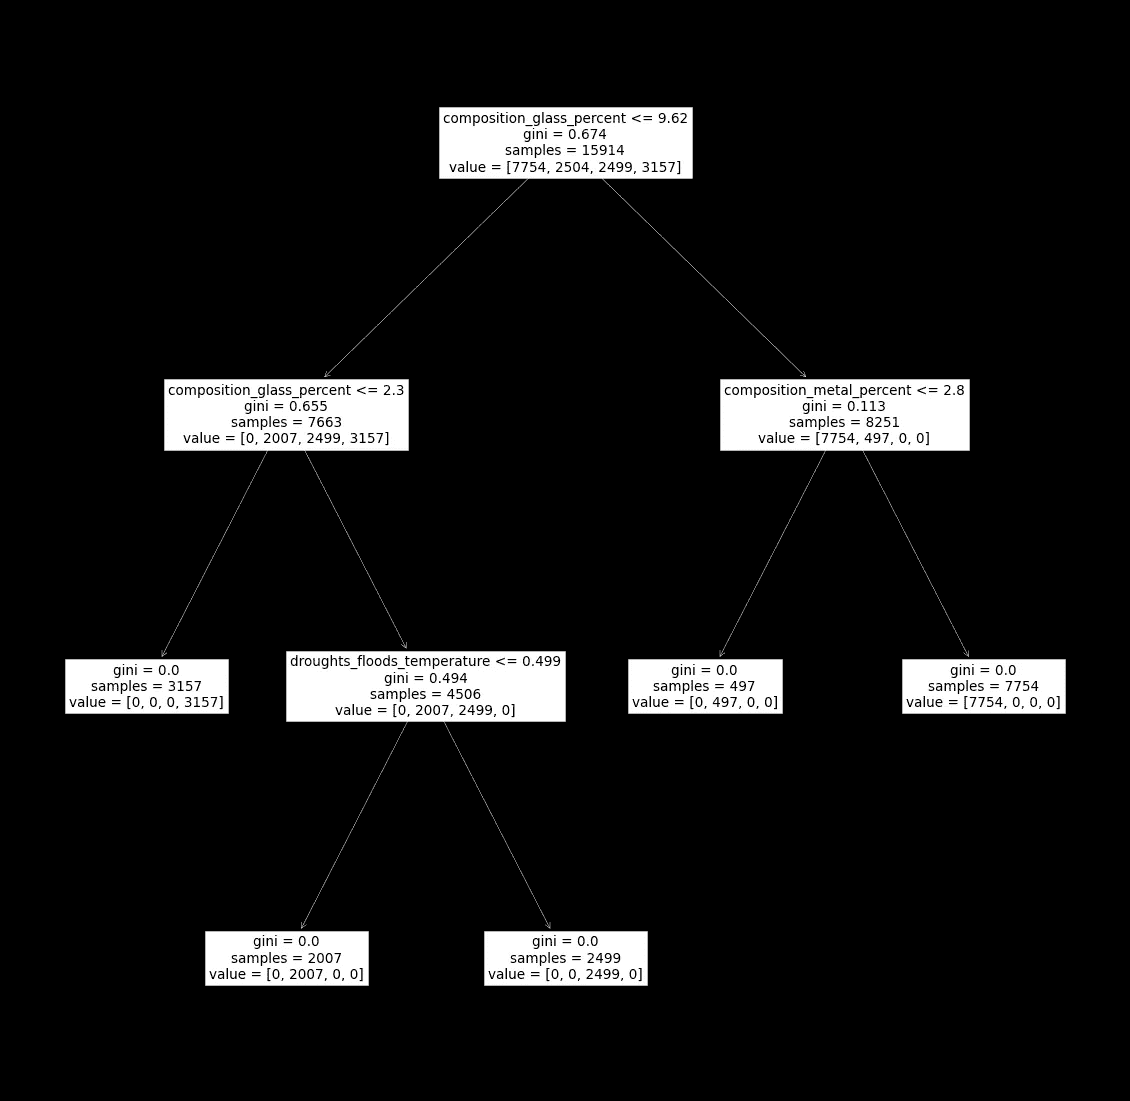 composition_glass_percent <= 9.62
gini = 0.674
samples = 15914
value = [7754, 2504, 2499, 3157]
composition_glass_percent <= 2.3
gini = 0.655
samples = 7663
value = [0, 2007, 2499, 3157]
composition_metal_percent <= 2.8
gini = 0.113
samples = 8251
value = [7754, 497, 0, 0]
gini = 0.0
samples = 3157
value = [0, 0, 0, 3157]
droughts_floods_temperature <= 0.499
gini = 0.494
samples = 4506
value = [0, 2007, 2499, 0]
gini = 0.0
samples = 497
value = [0, 497, 0, 0]
gini = 0.0
samples = 7754
value = [7754, 0, 0, 0]
gini = 0.0
samples = 2007
value = [0, 2007, 0, 0]
gini = 0.0
samples = 2499
value = [0, 0, 2499, 0]